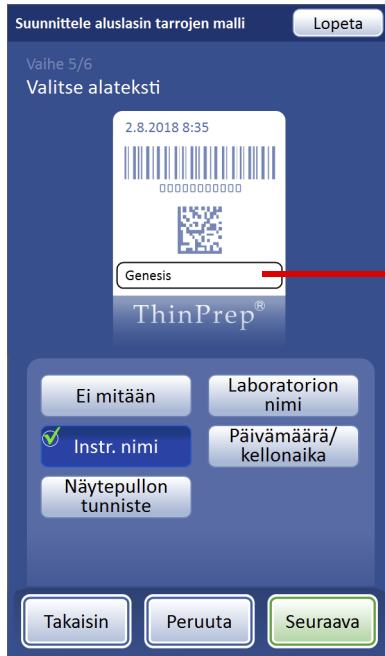 Suunnittele aluslasin tarrojen malli
Lopeta
Vaihe 5/6
Valitse alateksti
2.8.2018 8:35
00000000000
Genesis
ThinPrep®
Ei mitään
Laboratorion
nimi
Instr. nimi
Päivämäärä/
kellonaika
Näytepullon
tunniste
Takaisin
Peruuta
Seuraava